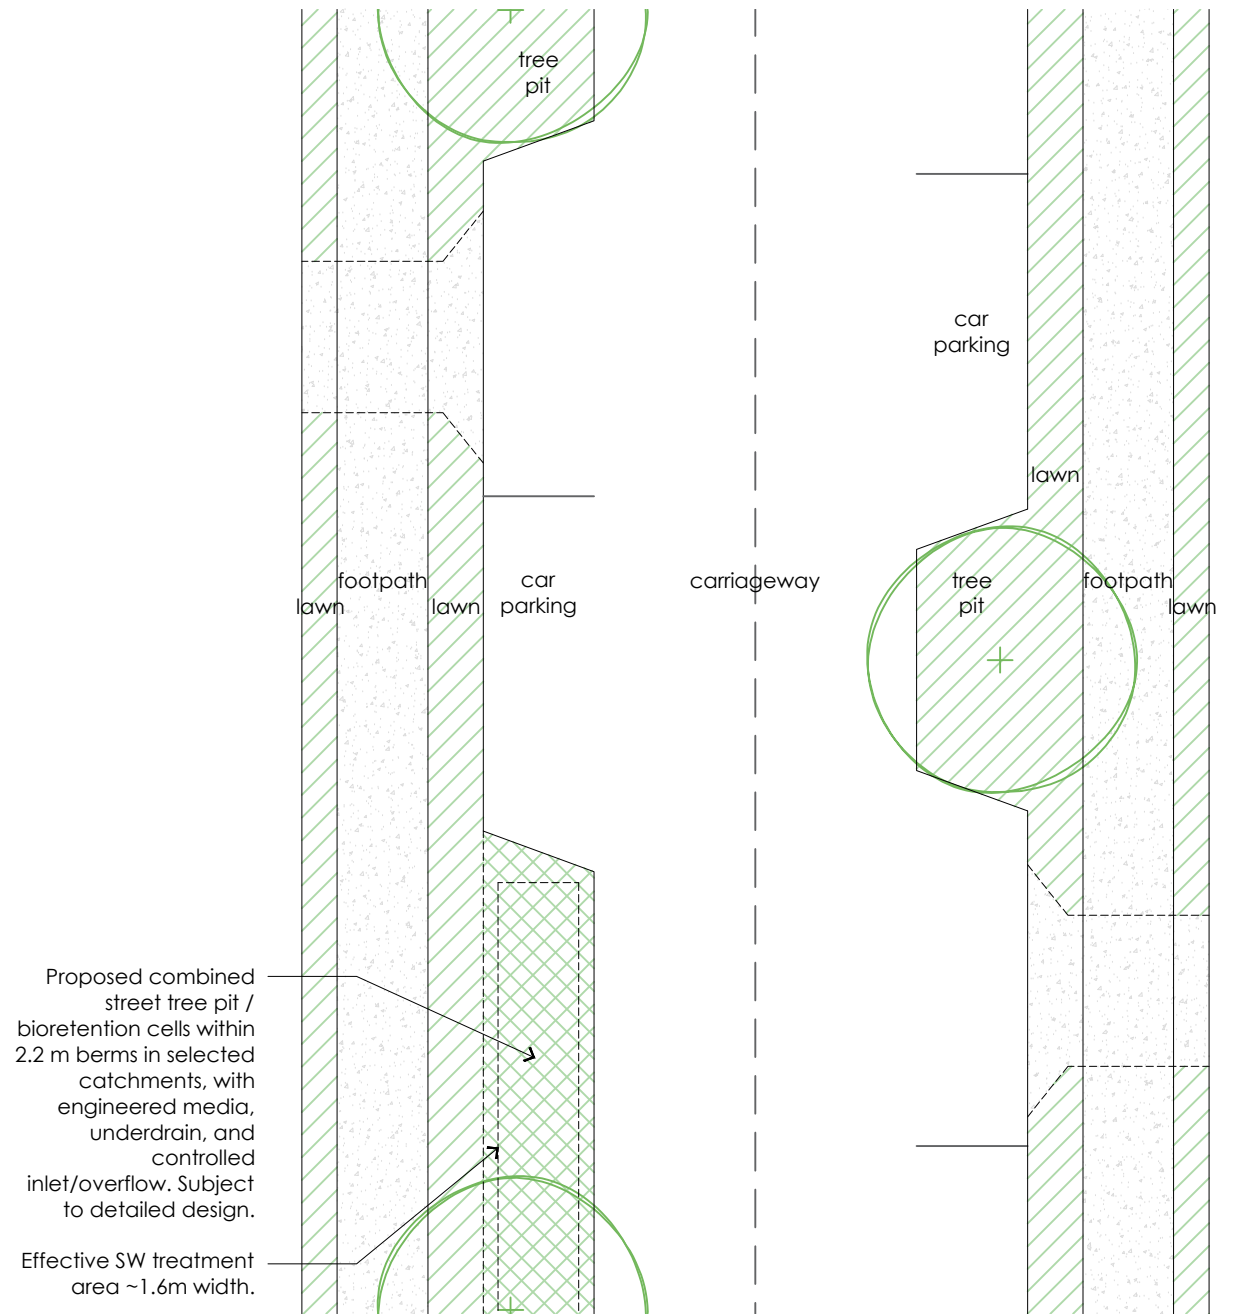 tree
pit
car
parking
lawn
footpath
lawn
lawn
car
parking
carriageway
tree
pit
footpath
lawn
Proposed combined
street tree pit /
bioretention cells within
2.2 m berms in selected
catchments, with
engineered media,
underdrain, and
controlled
inlet/overflow. Subject
to detailed design.
Effective SW treatment
area ~1.6m width.